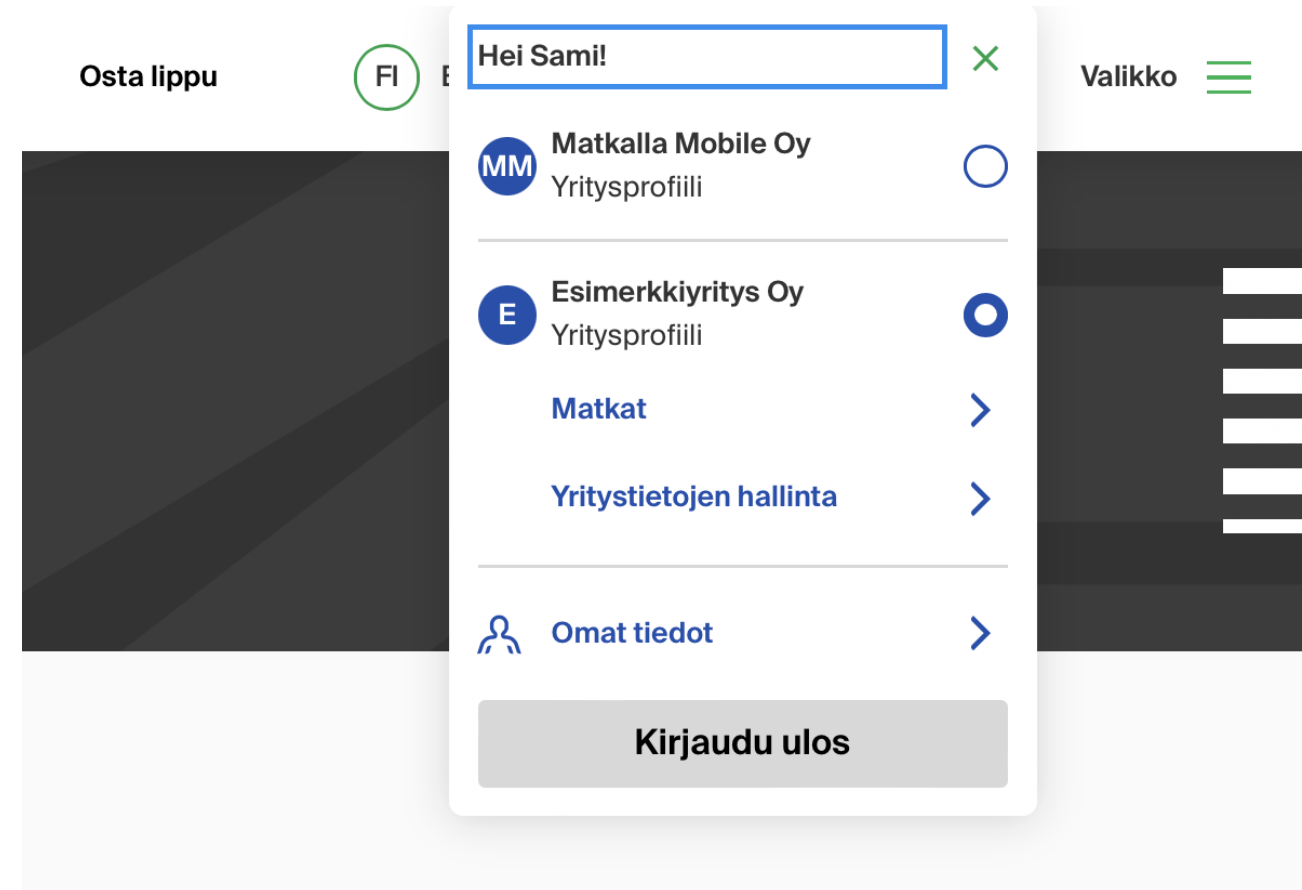 Osta lippu
FI
Hei Sami!
Valikko
MM
Matkalla Mobile Oy
Yritysprofiili
E
Esimerkkiyritys Oy
Yritysprofiili
Matkat
Yritystietojen hallinta
Omat tiedot
Kirjaudu ulos